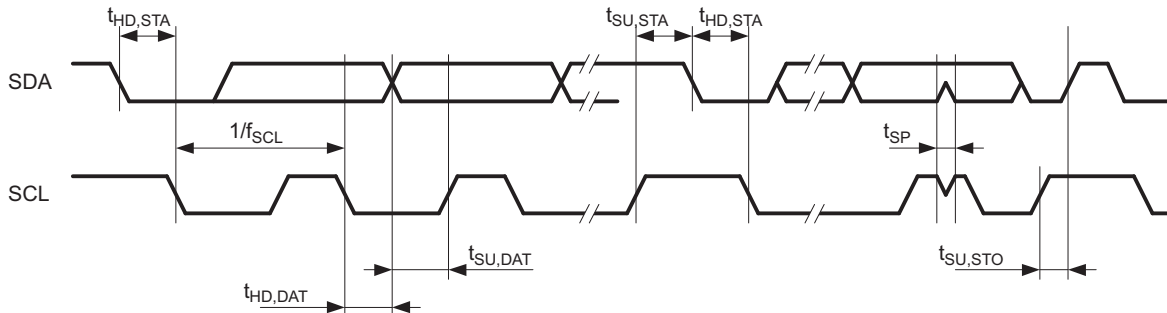 tHD,STA
tSU,STA
tHD,STA
SDA
1/fSCL
tSP
SCL
tSU,DAT
tSU,STO
tHD,DAT